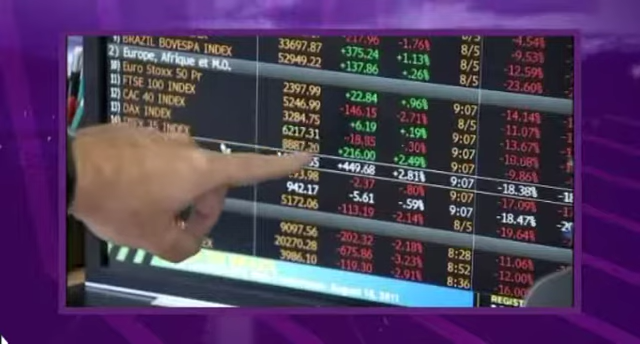 -217.96 -1.76% 8/5 -4.54%
BRAZIL BOVESPA INDEX 33697.87 +375.24 +1.13% 8/5 -9.53%
2) Europe, Afrique et M.O. 52949.22 +137.86 +.26% 8/5 -12.59%
-23.60%
Euro Stoxx 50 Pr 2397.99 +22.84 +.96% 9:07 -14.14%
FTSE 100 INDEX 5246.99 -146.15 -2.71% 8/5 -11.07%
CAC 40 INDEX 3284.75 +6.19 +.19% 9:07 -13.67%
DAX INDEX 6217.31 -18.85 -.30% 9:07
INDEX 8887.20 +216.00 +2.49% 9:07 -9.86%
+449.68 +2.81% 9:07 -18.38%
-2.37 -.80% 9:07 -17.09%
942.17 -5.61 -.59% 9:07 -18.47%
5172.06 -113.19 -2.14% 8/5 -19.64%
9097.56 -202.32 -2.18% 8:28 -11.06%
20270.28 -675.86 -3.23% 8:52 -12.00%
3986.10 -119.30 -2.91% 8:36